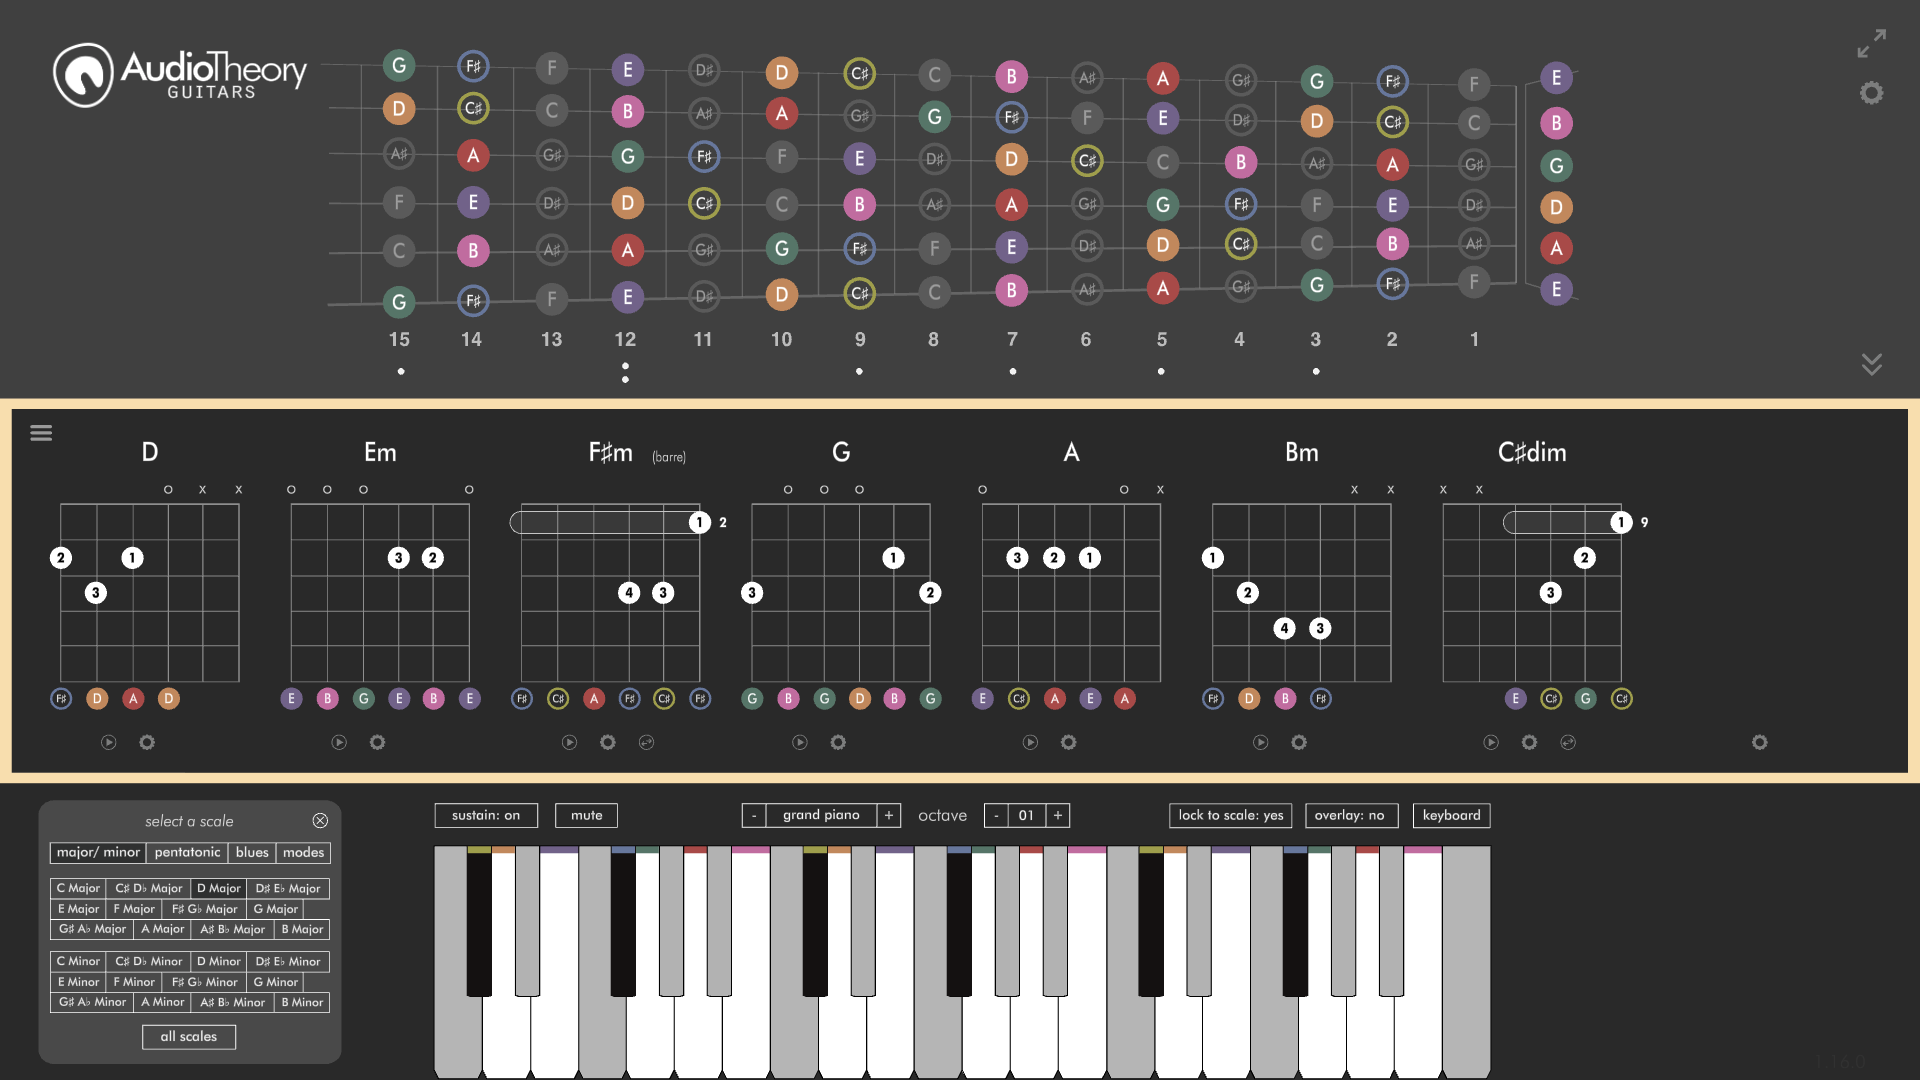 AudioTheory
GUITARS
G F♯ F E D♯ D C♯ C B A♯ A G♯ G F♯ F E
D C♯ C B A♯ A G♯ G F♯ F E D♯ D C♯ C B
A♯ A G♯ G F♯ F E D♯ D C♯ C B A♯ A G♯ G
F E D♯ D C♯ C B A♯ A G♯ G F♯ F E D♯ D
C B A♯ A G♯ G F♯ F E D♯ D C♯ C B A♯ A
G F♯ F E D♯ D C♯ C B A♯ A G♯ G F♯ F E
15 14 13 12 11 10 9 8 7 6 5 4 3 2 1
D Em F♯m (barre) G A Bm C♯dim
o x x o o o o o o o o o x x x x x
1 2 1 9
2 1 3 2 1 3 2 1 1 2
3 4 3 3 2 2 3
4 3
F♯ D A D E B G E B E F♯ C♯ A F♯ C♯ F♯ G B G D B G E C♯ A E A F♯ D B F♯ E C♯ G C♯
select a scale
major/ minor pentatonic blues modes
C Major C♯ D♭ Major D Major D♯ E♭ Major
E Major F Major F♯ G♭ Major G Major
G♯ A♭ Major A Major A♯ B♭ Major B Major
C Minor C♯ D♭ Minor D Minor D♯ E♭ Minor
E Minor F Minor F♯ G♭ Minor G Minor
G♯ A♭ Minor A Minor A♯ B♭ Minor B Minor
all scales
sustain: on mute - grand piano + octave - 01 + lock to scale: yes overlay: no keyboard
1.16.0